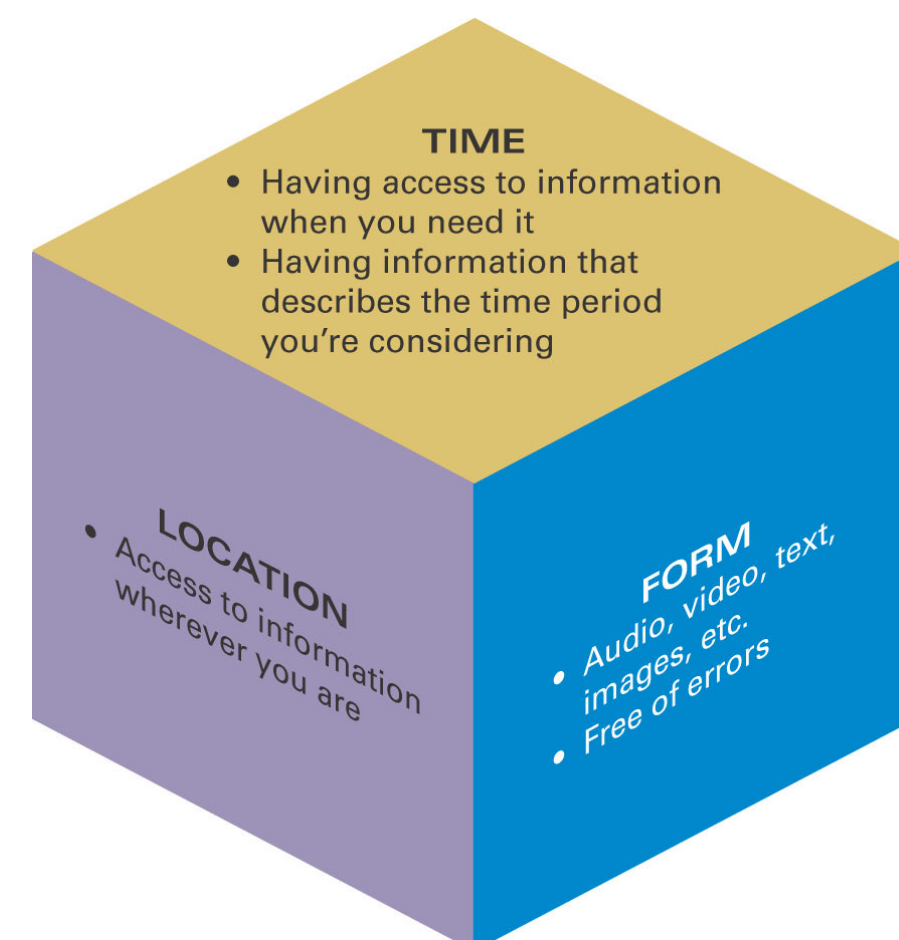 TIME
• Having access to information
when you need it
• Having information that
describes the time period
you’re considering
LOCATION
• Access to information
wherever you are
FORM
• Audio, video, text,
images, etc.
• Free of errors